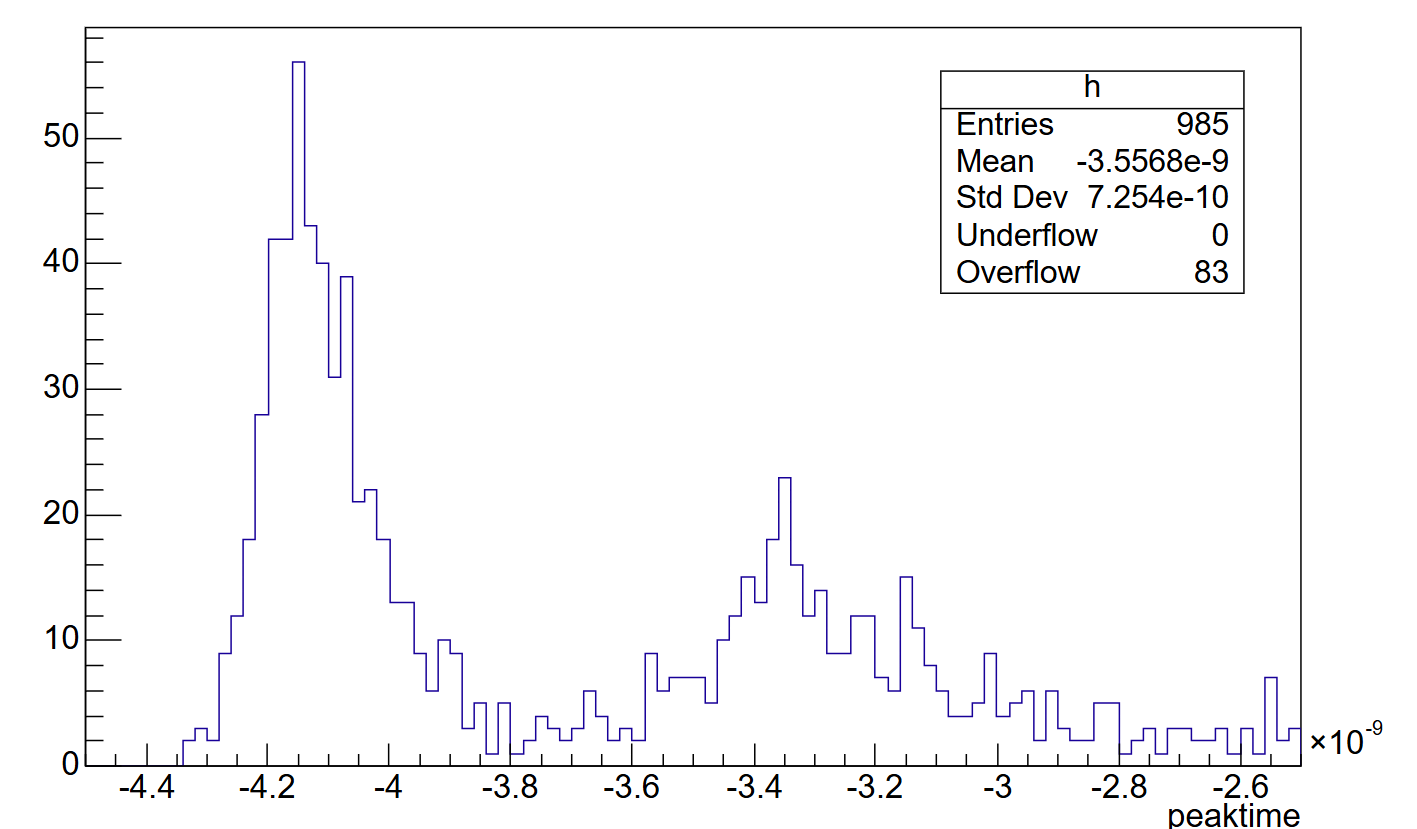 h
Entries 985
Mean -3.5568e-9
Std Dev 7.254e-10
Underflow 0
Overflow 83
50
40
30
20
10
0
-4.4 -4.2 -4 -3.8 -3.6 -3.4 -3.2 -3 -2.8 -2.6
×10-9
peaktime